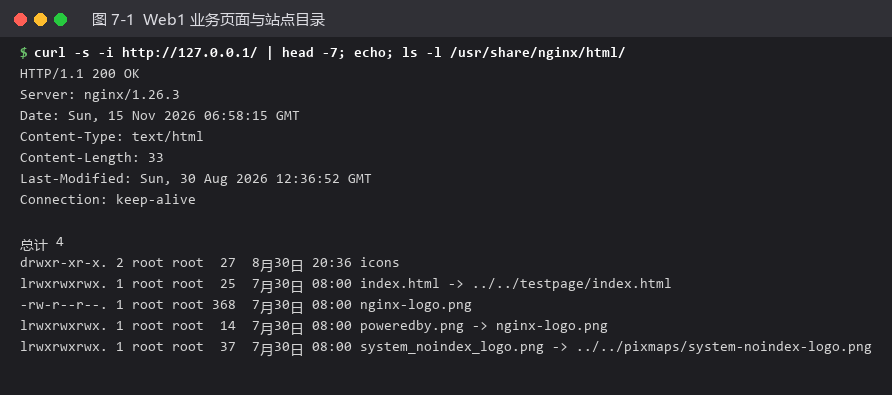 图 7-1 Web1 业务页面与站点目录
$ curl -s -i http://127.0.0.1/ | head -7; echo; ls -l /usr/share/nginx/html/
HTTP/1.1 200 OK
Server: nginx/1.26.3
Date: Sun, 15 Nov 2026 06:58:15 GMT
Content-Type: text/html
Content-Length: 33
Last-Modified: Sun, 30 Aug 2026 12:36:52 GMT
Connection: keep-alive
总计 4
drwxr-xr-x. 2 root root  27  8月30日 20:36 icons
lrwxrwxrwx. 1 root root  25  7月30日 08:00 index.html -> ../../testpage/index.html
-rw-r--r--. 1 root root 368  7月30日 08:00 nginx-logo.png
lrwxrwxrwx. 1 root root  14  7月30日 08:00 poweredby.png -> nginx-logo.png
lrwxrwxrwx. 1 root root  37  7月30日 08:00 system_noindex_logo.png -> ../../pixmaps/system-noindex-logo.png